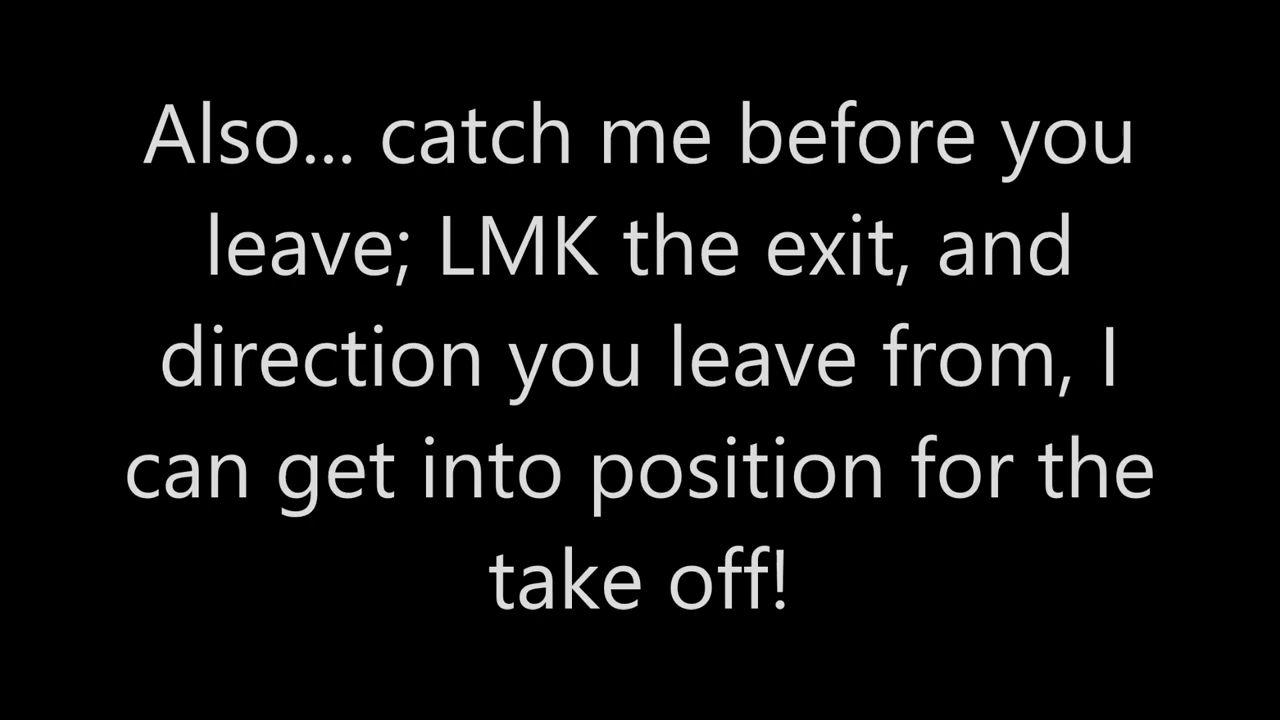 Also... catch me before you
leave; LMK the exit, and
direction you leave from, I
can get into position for the
take off!